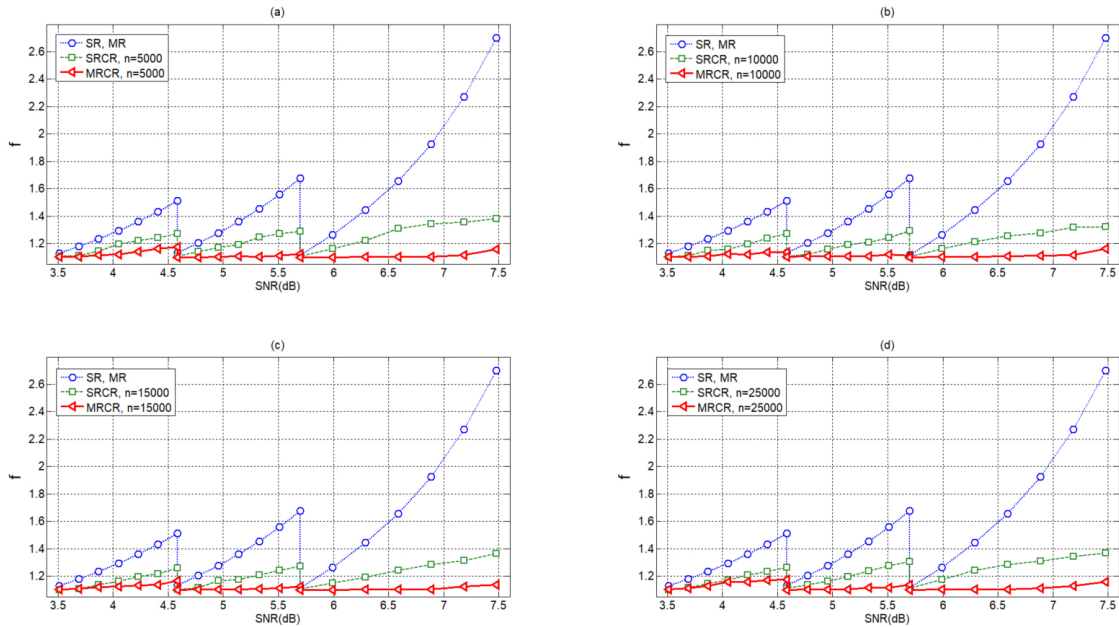 (a)
2.6
2.4
2.2
2
1.8
1.6
1.4
1.2
f
SR, MR
SRCR, n=5000
MRCR, n=5000
3.5 4 4.5 5 5.5 6 6.5 7 7.5
SNR(dB)
(b)
2.6
2.4
2.2
2
1.8
1.6
1.4
1.2
f
SR, MR
SRCR, n=10000
MRCR, n=10000
3.5 4 4.5 5 5.5 6 6.5 7 7.5
SNR(dB)
(c)
2.6
2.4
2.2
2
1.8
1.6
1.4
1.2
f
SR, MR
SRCR, n=15000
MRCR, n=15000
3.5 4 4.5 5 5.5 6 6.5 7 7.5
SNR(dB)
(d)
2.6
2.4
2.2
2
1.8
1.6
1.4
1.2
f
SR, MR
SRCR, n=25000
MRCR, n=25000
3.5 4 4.5 5 5.5 6 6.5 7 7.5
SNR(dB)